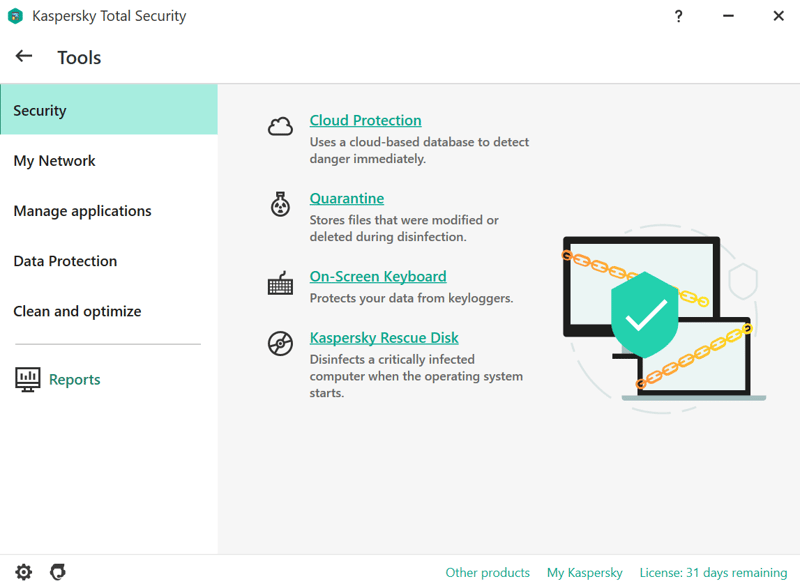 Kaspersky Total Security
?
Tools
Security
My Network
Manage applications
Data Protection
Clean and optimize
Reports
Cloud Protection
Uses a cloud-based database to detect
danger immediately.
Quarantine
Stores files that were modified or
deleted during disinfection.
On-Screen Keyboard
Protects your data from keyloggers.
Kaspersky Rescue Disk
Disinfects a critically infected
computer when the operating system
starts.
Other products My Kaspersky License: 31 days remaining